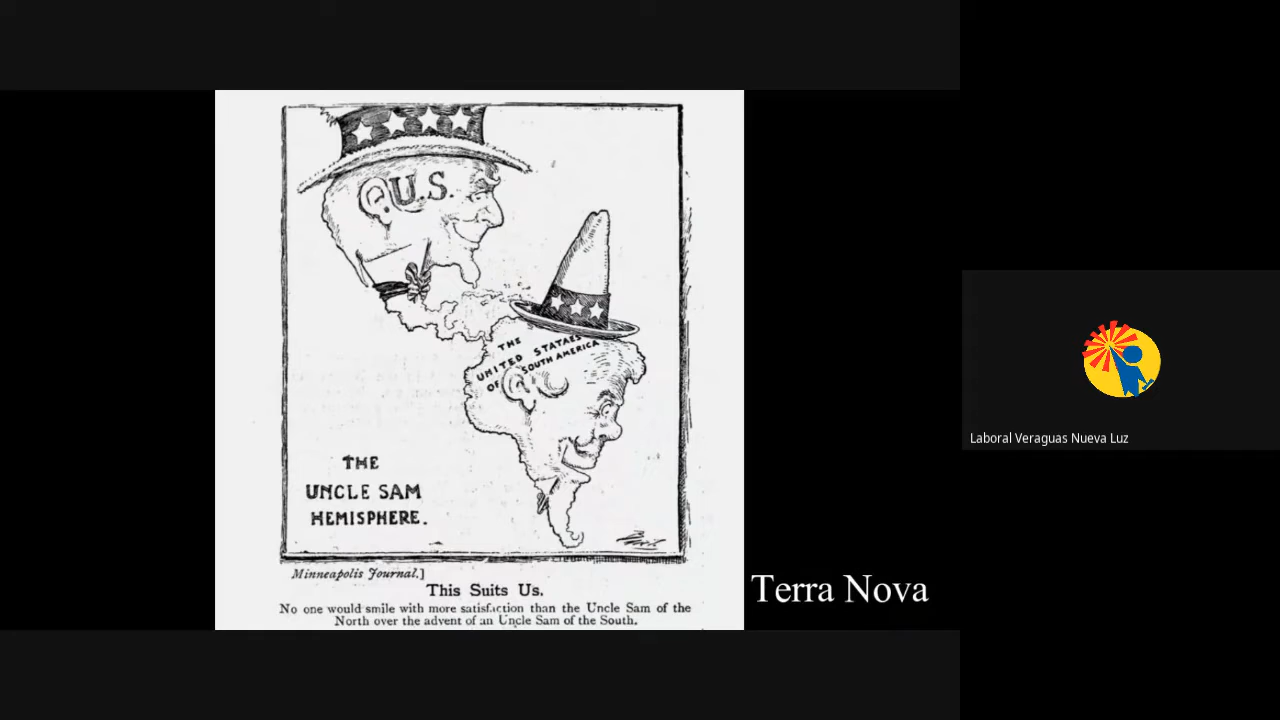 U.S.
THE
UNITED STATAES
OF SOUTH AMERICA
THE
UNCLE SAM
HEMISPHERE.
Minneapolis Journal.]
This Suits Us.
No one would smile with more satisfaction than the Uncle Sam of the
North over the advent of an Uncle Sam of the South.
Terra Nova
Laboral Veraguas Nueva Luz